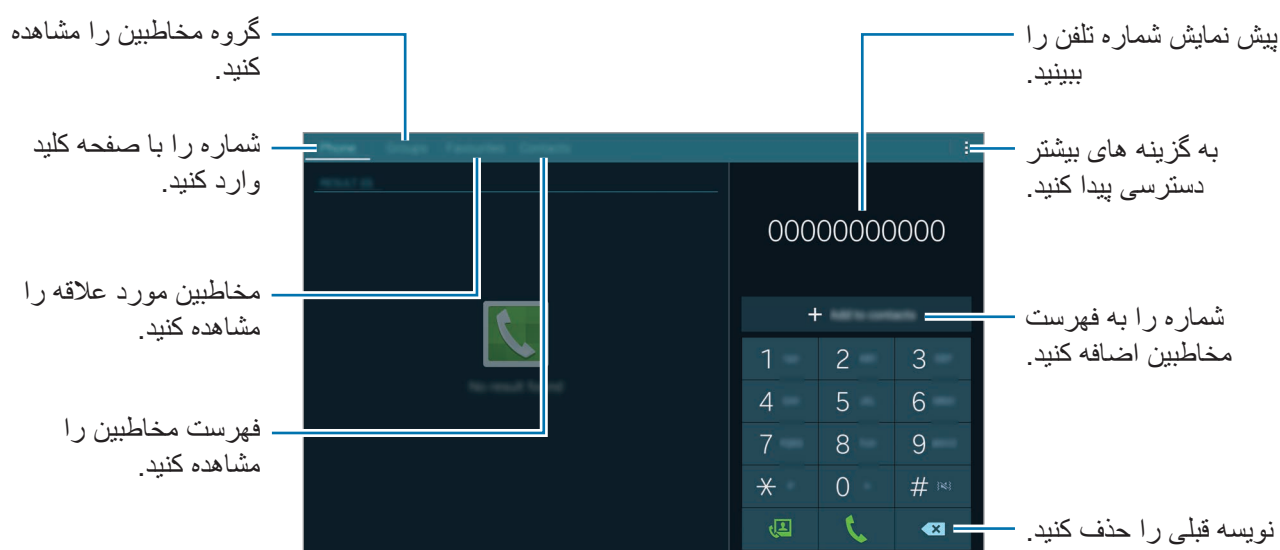 گروه مخاطبین را مشاهده
کنید.
پیش نمایش شماره تلفن را
ببینید.
شماره را با صفحه کلید
وارد کنید.
به گزینه های بیشتر
دسترسی پیدا کنید.
Phone Groups Favourites Contacts
00000000000
مخاطبین مورد علاقه را
مشاهده کنید.
شماره را به فهرست
مخاطبین اضافه کنید.
+ Add to contacts
No result found
1 2 3
4 5 6
7 8 9
* 0 #
فهرست مخاطبین را
مشاهده کنید.
نویسه قبلی را حذف کنید.